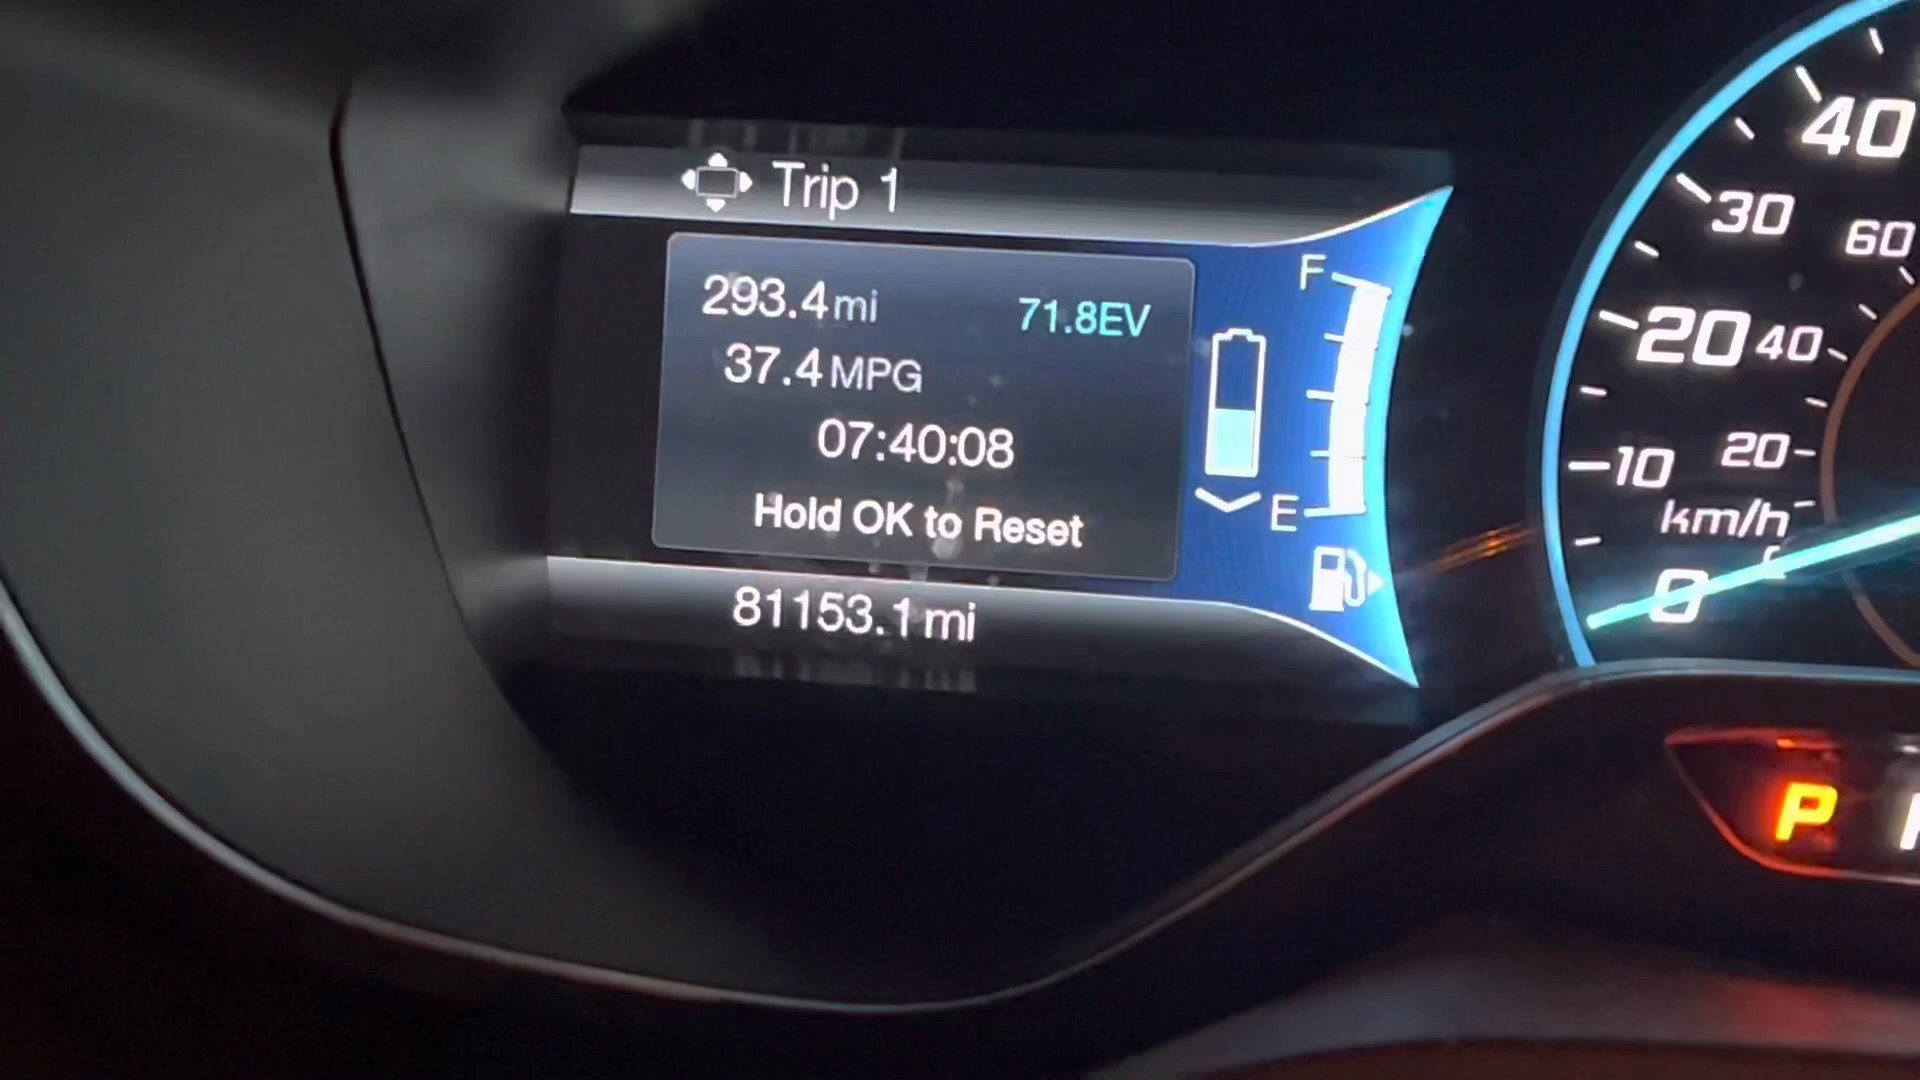 Trip 1
293.4 mi
71.8EV
37.4 MPG
07:40:08
Hold OK to Reset
81153.1 mi
F
E
40
30
60
20
40
10
20
km/h
0
P